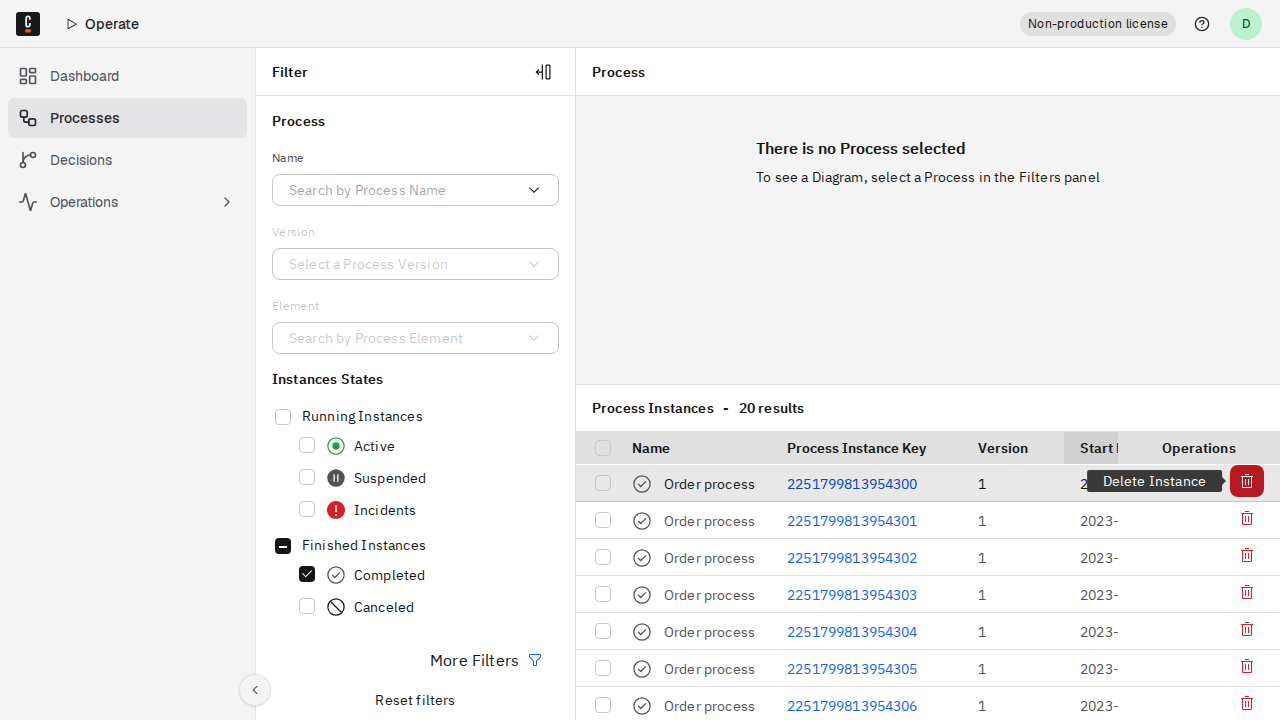 Operate
Non-production license
D
Dashboard
Processes
Decisions
Operations
Filter
Process
Name
Search by Process Name
Version
Select a Process Version
Element
Search by Process Element
Instances States
Running Instances
Active
Suspended
Incidents
Finished Instances
Completed
Canceled
More Filters
Reset filters
Process
There is no Process selected
To see a Diagram, select a Process in the Filters panel
Process Instances - 20 results
Name Process Instance Key Version Start Operations
Order process 2251799813954300 1 Delete Instance
Order process 2251799813954301 1 2023-
Order process 2251799813954302 1 2023-
Order process 2251799813954303 1 2023-
Order process 2251799813954304 1 2023-
Order process 2251799813954305 1 2023-
Order process 2251799813954306 1 2023-